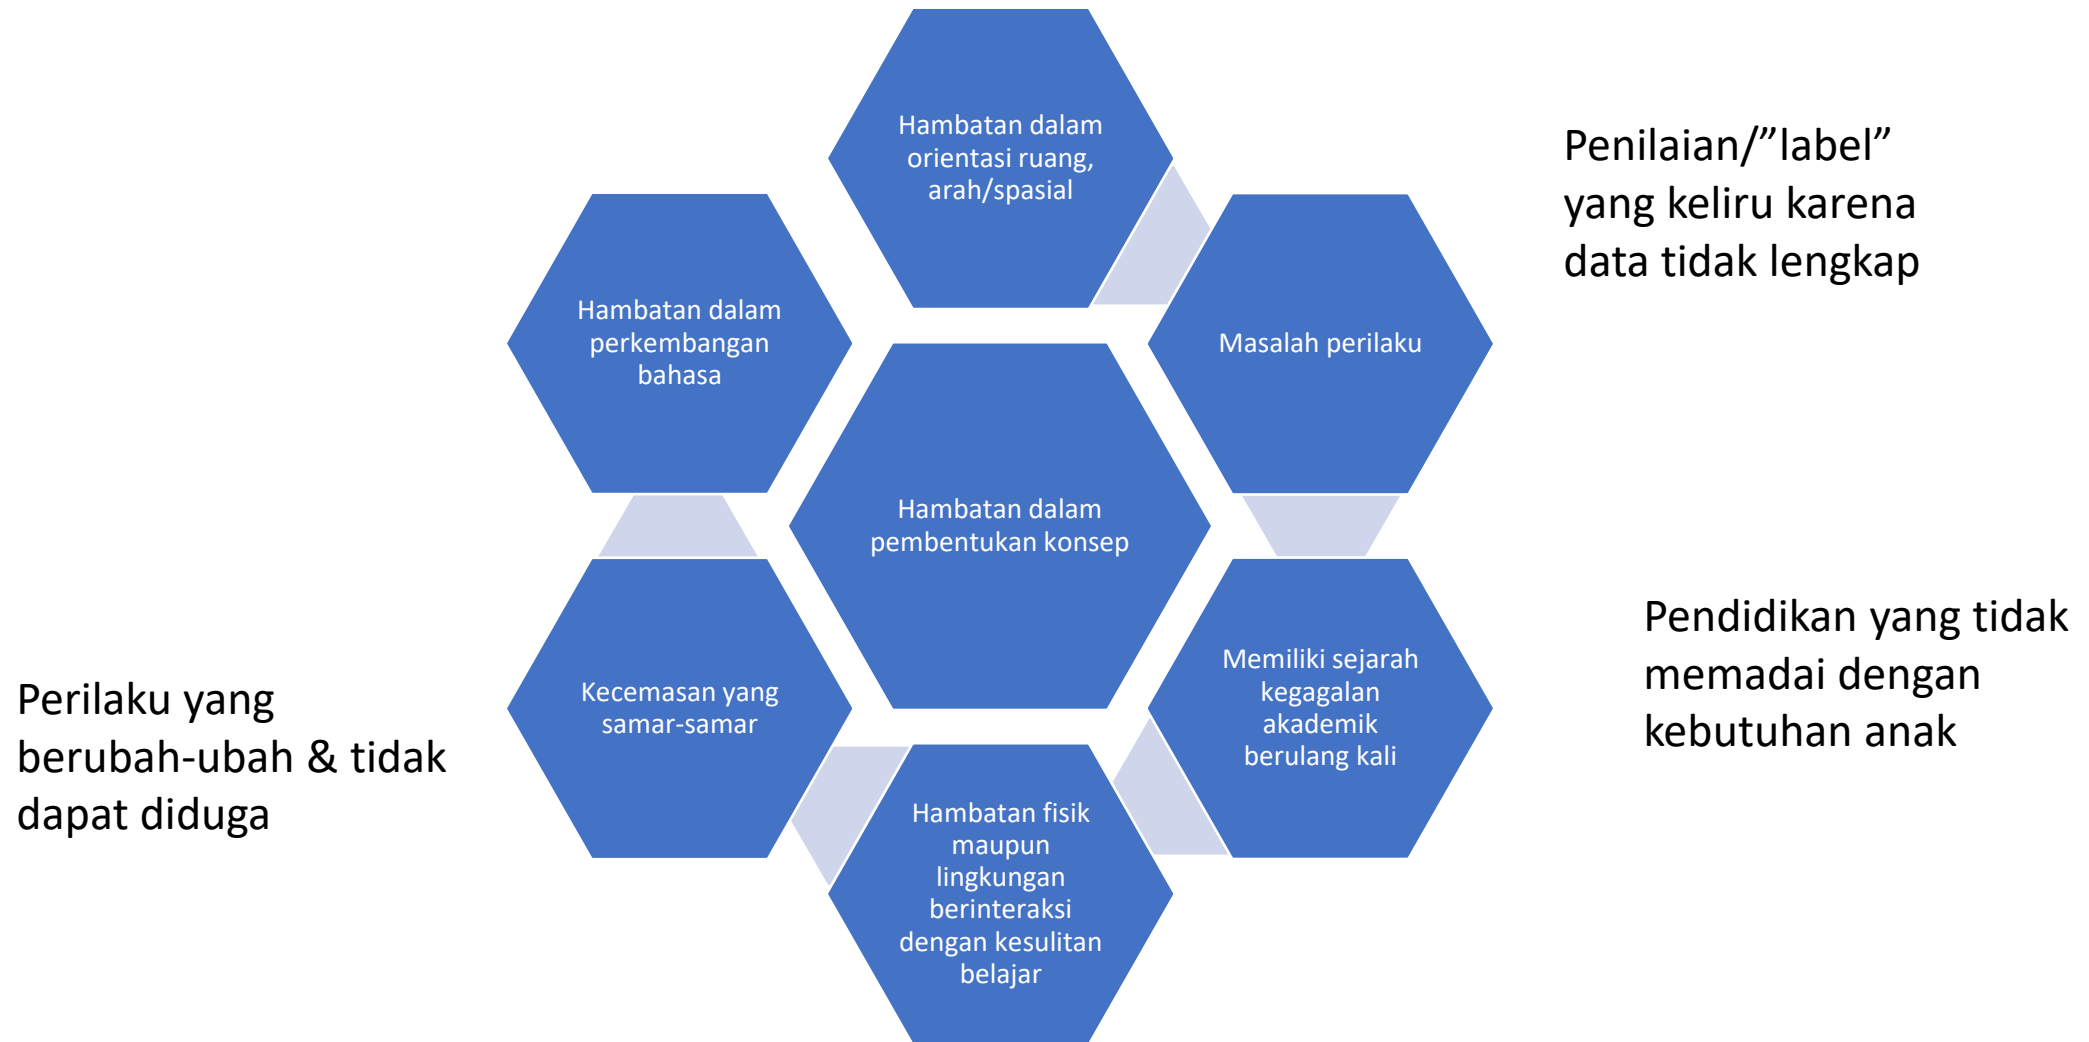 Hambatan dalam
orientasi ruang,
arah/spasial
Penilaian/”label”
yang keliru karena
data tidak lengkap
Hambatan dalam
perkembangan
bahasa
Masalah perilaku
Hambatan dalam
pembentukan konsep
Perilaku yang
berubah-ubah & tidak
dapat diduga
Kecemasan yang
samar-samar
Memiliki sejarah
kegagalan
akademik
berulang kali
Pendidikan yang tidak
memadai dengan
kebutuhan anak
Hambatan fisik
maupun
lingkungan
berinteraksi
dengan kesulitan
belajar